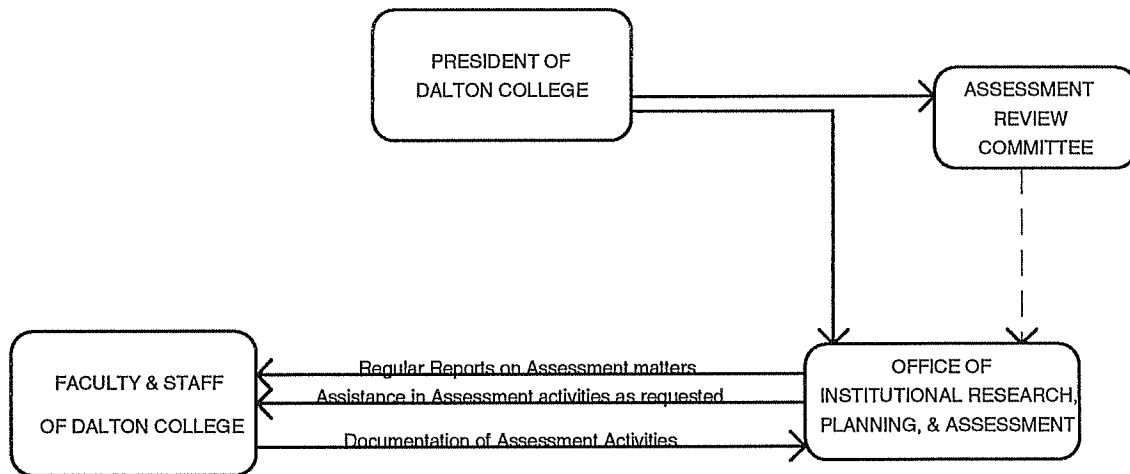 PRESIDENT OF
DALTON COLLEGE
ASSESSMENT
REVIEW
COMMITTEE
Regular Reports on Assessment matters
Assistance in Assessment activities as requested
Documentation of Assessment Activities
FACULTY & STAFF
OF DALTON COLLEGE
OFFICE OF
INSTITUTIONAL RESEARCH,
PLANNING, & ASSESSMENT